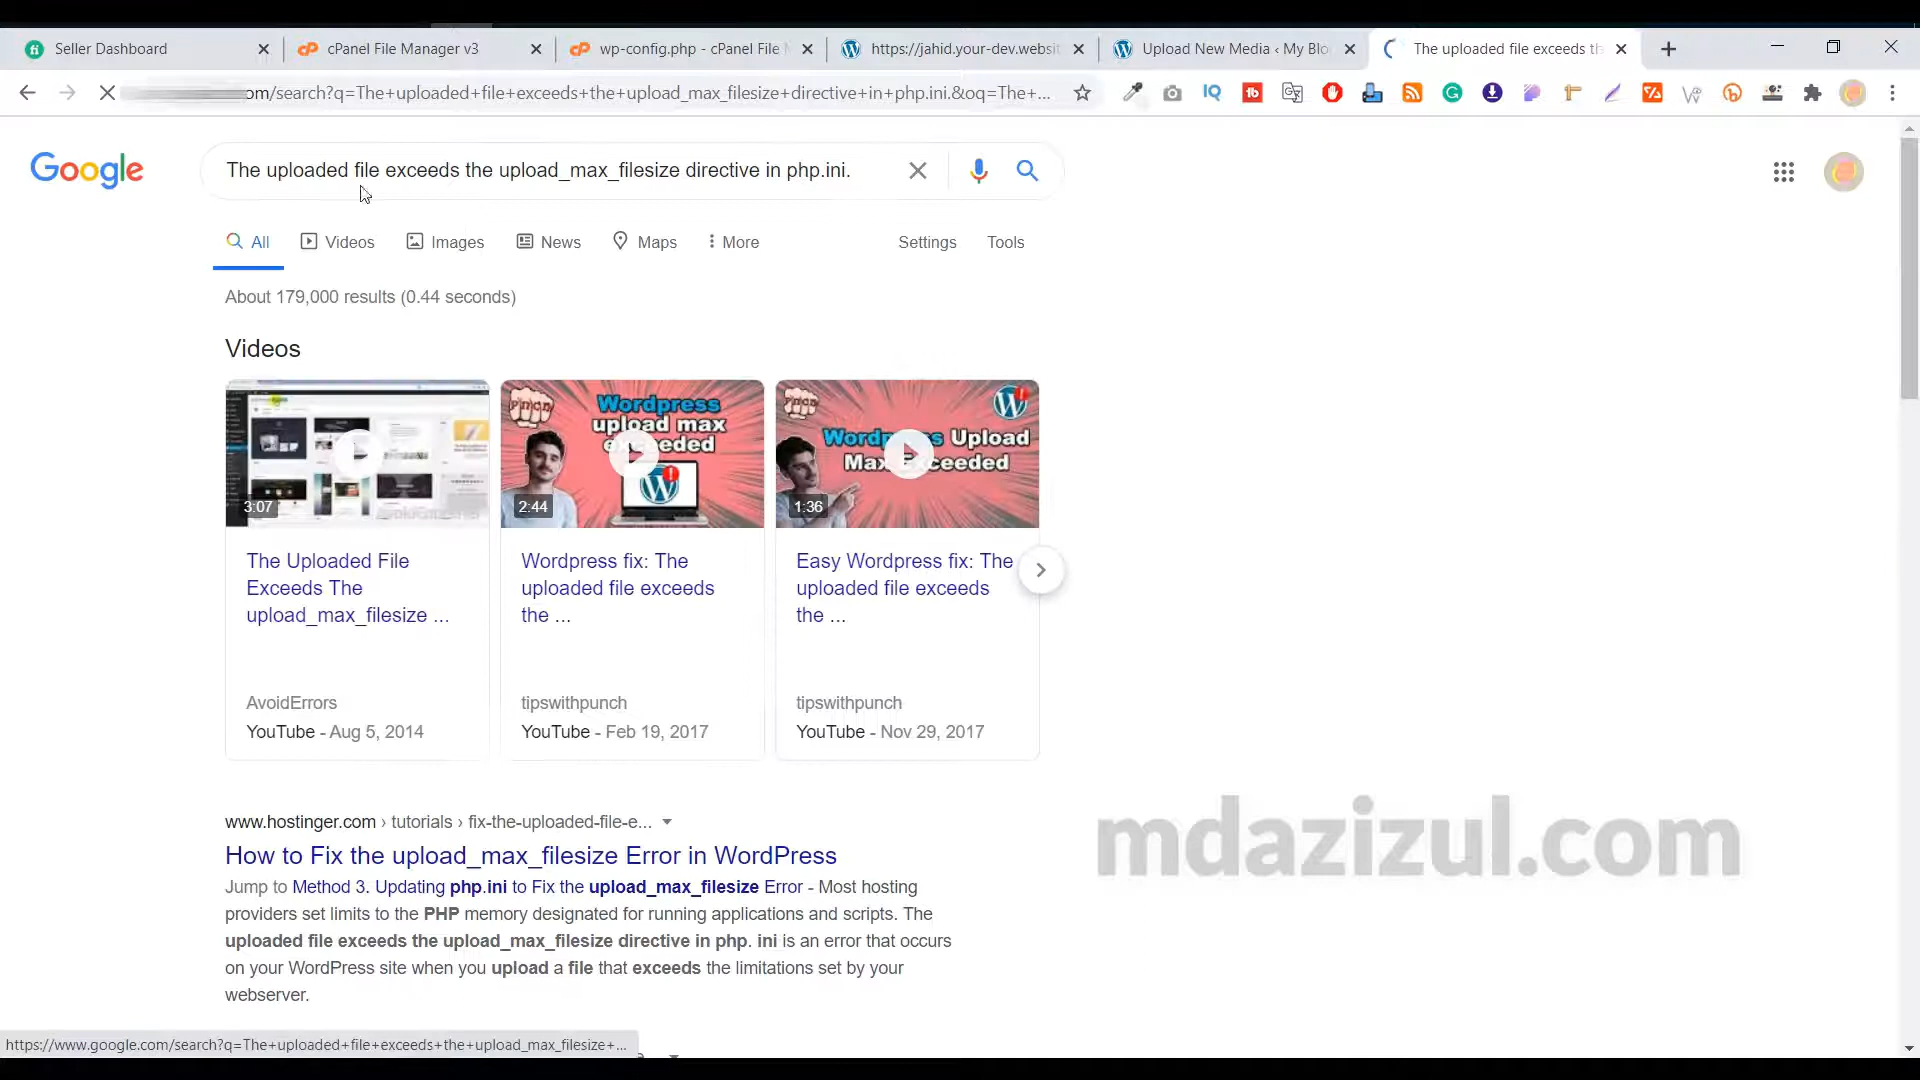 Seller Dashboard
cPanel File Manager v3
wp-config.php - cPanel File M
https://jahid.your-dev.websit
Upload New Media ‹ My Blo
The uploaded file exceeds th
om/search?q=The+uploaded+file+exceeds+the+upload_max_filesize+directive+in+php.ini.&oq=The+...
Google
The uploaded file exceeds the upload_max_filesize directive in php.ini.
All
Videos
Images
News
Maps
More
Settings
Tools
About 179,000 results (0.44 seconds)
Videos
Wordpress
upload max
exceeded
Wordpress Upload
Max Exceeded
3:07
2:44
1:36
The Uploaded File
Exceeds The
upload_max_filesize ...
Wordpress fix: The
uploaded file exceeds
the ...
Easy Wordpress fix: The
uploaded file exceeds
the ...
AvoidErrors
YouTube - Aug 5, 2014
tipswithpunch
YouTube - Feb 19, 2017
tipswithpunch
YouTube - Nov 29, 2017
www.hostinger.com › tutorials › fix-the-uploaded-file-e...
How to Fix the upload_max_filesize Error in WordPress
Jump to Method 3. Updating php.ini to Fix the upload_max_filesize Error - Most hosting
providers set limits to the PHP memory designated for running applications and scripts. The
uploaded file exceeds the upload_max_filesize directive in php. ini is an error that occurs
on your WordPress site when you upload a file that exceeds the limitations set by your
webserver.
mdazizul.com
https://www.google.com/search?q=The+uploaded+file+exceeds+the+upload_max_filesize+...